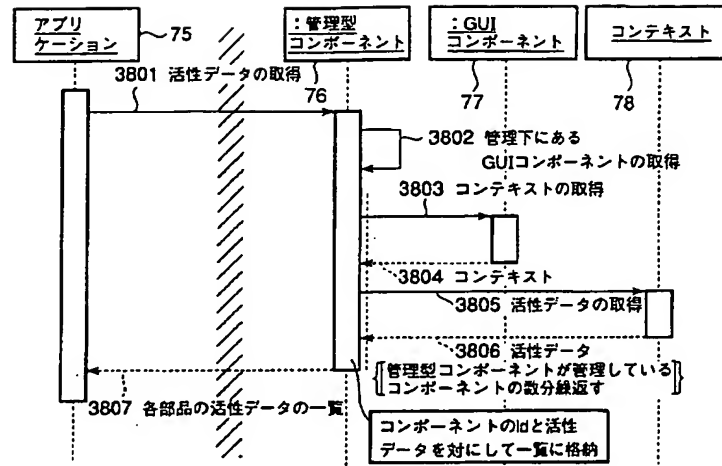 アプリ
ケーション
75
：管理型
コンポーネント
76
：GUI
コンポーネント
77
コンテキスト
78
3801 活性データの取得
3802 管理下にある
GUIコンポーネントの取得
3803 コンテキストの取得
3804 コンテキスト
3805 活性データの取得
3806 活性データ
管理型コンポーネントが管理している
コンポーネントの数分繰返す
3807 各部品の活性データの一覧
コンポーネントのIdと活性
データを対にして一覧に格納